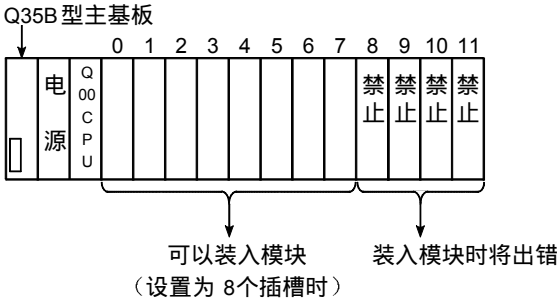 Q35B型主基板
0 1 2 3 4 5 6 7 8 9 10 11
电源
Q00CPU
禁止 禁止 禁止 禁止
可以装入模块 装入模块时将出错
（设置为 8个插槽时）